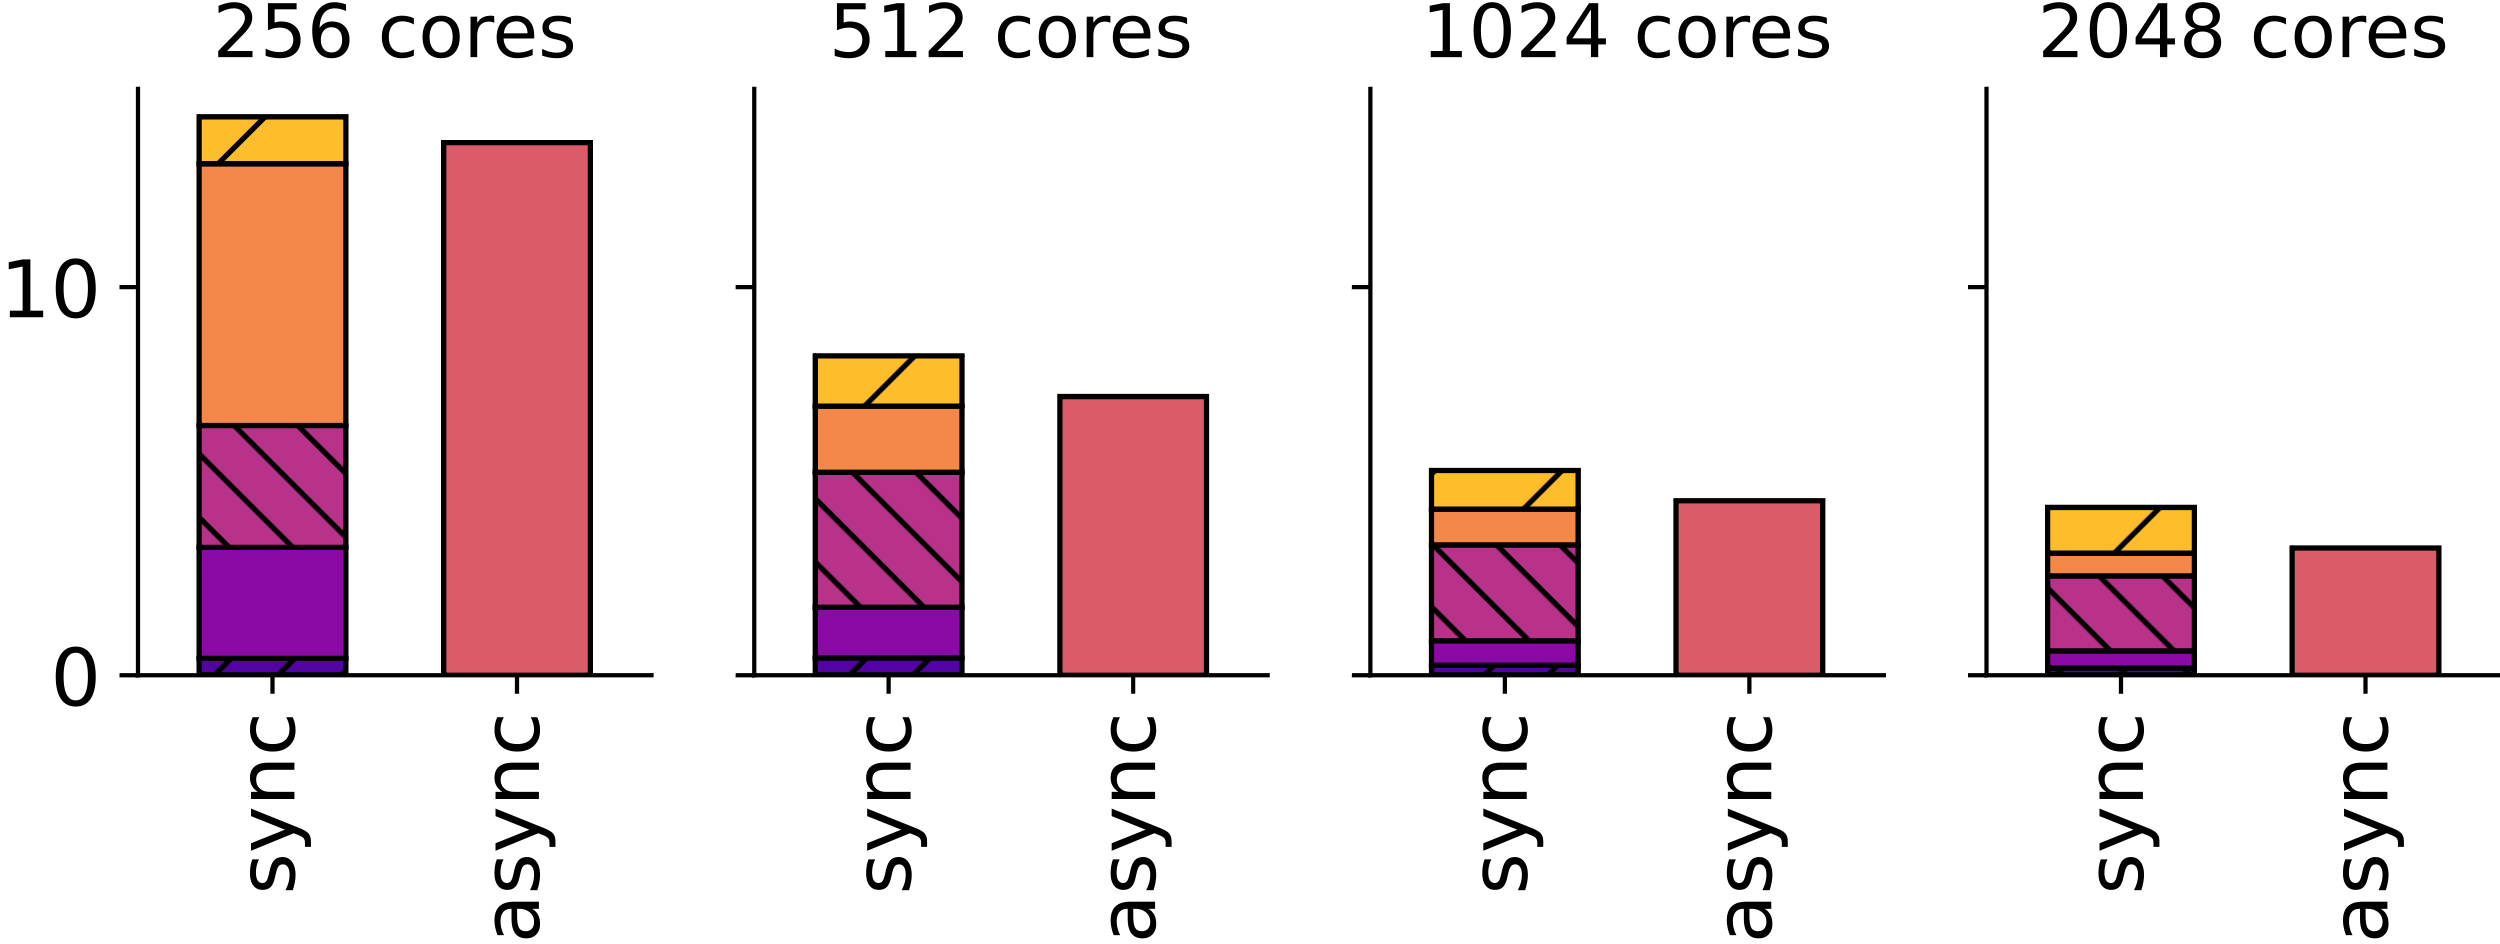 256 cores
512 cores
1024 cores
2048 cores
10
0
sync
async
sync
async
sync
async
sync
async